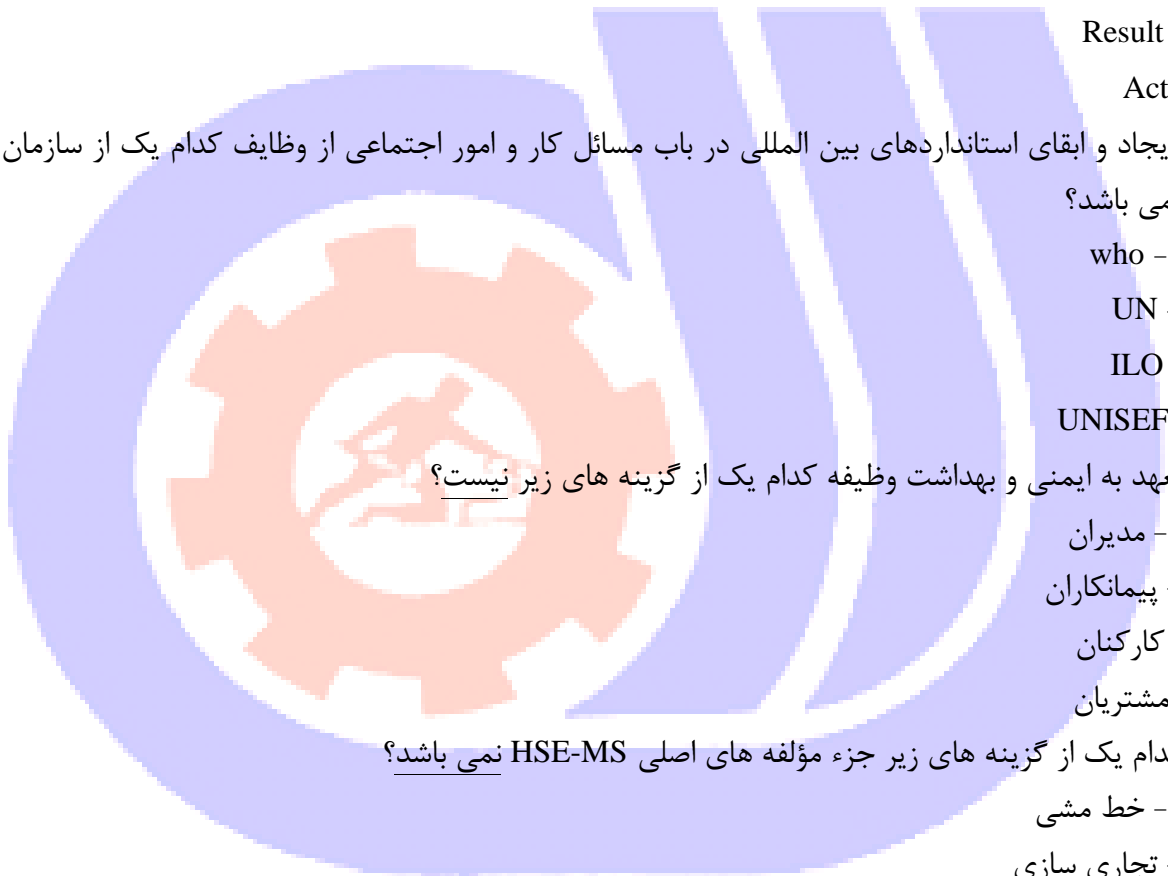 Result
Act
یجاد و ابقای استانداردهای بین المللی در باب مسائل کار و امور اجتماعی از وظایف کدام یک از سازمان
می باشد؟
who –
UN -
ILO
UNISEF
عهد به ایمنی و بهداشت وظیفه کدام یک از گزینه های زیر نیست؟
– مدیران
- پیمانکاران
کارکنان
مشتریان
دام یک از گزینه های زیر جزء مؤلفه های اصلی HSE-MS نمی باشد؟
– خط مشی
- تجاری سازی